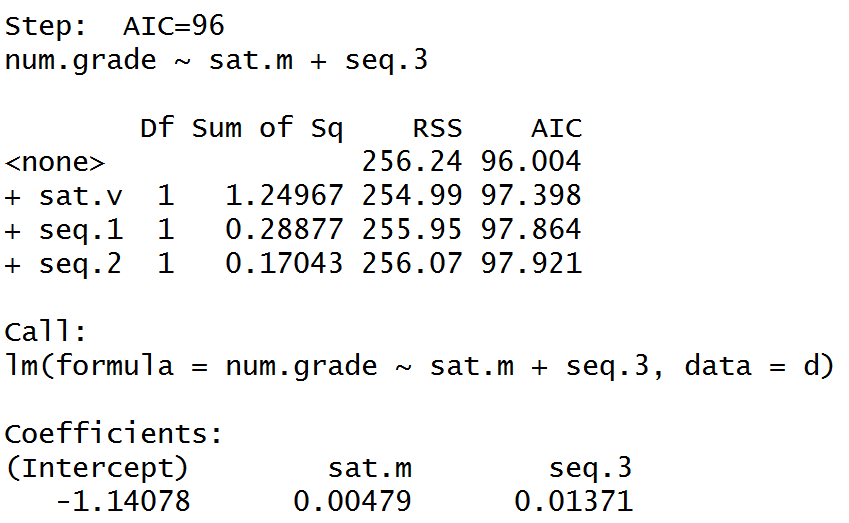 Step:  AIC=96
num.grade ~ sat.m + seq.3
        Df Sum of Sq    RSS    AIC
<none>               256.24 96.004
+ sat.v  1   1.24967 254.99 97.398
+ seq.1  1   0.28877 255.95 97.864
+ seq.2  1   0.17043 256.07 97.921
Call:
lm(formula = num.grade ~ sat.m + seq.3, data = d)
Coefficients:
(Intercept)        sat.m        seq.3
   -1.14078      0.00479      0.01371